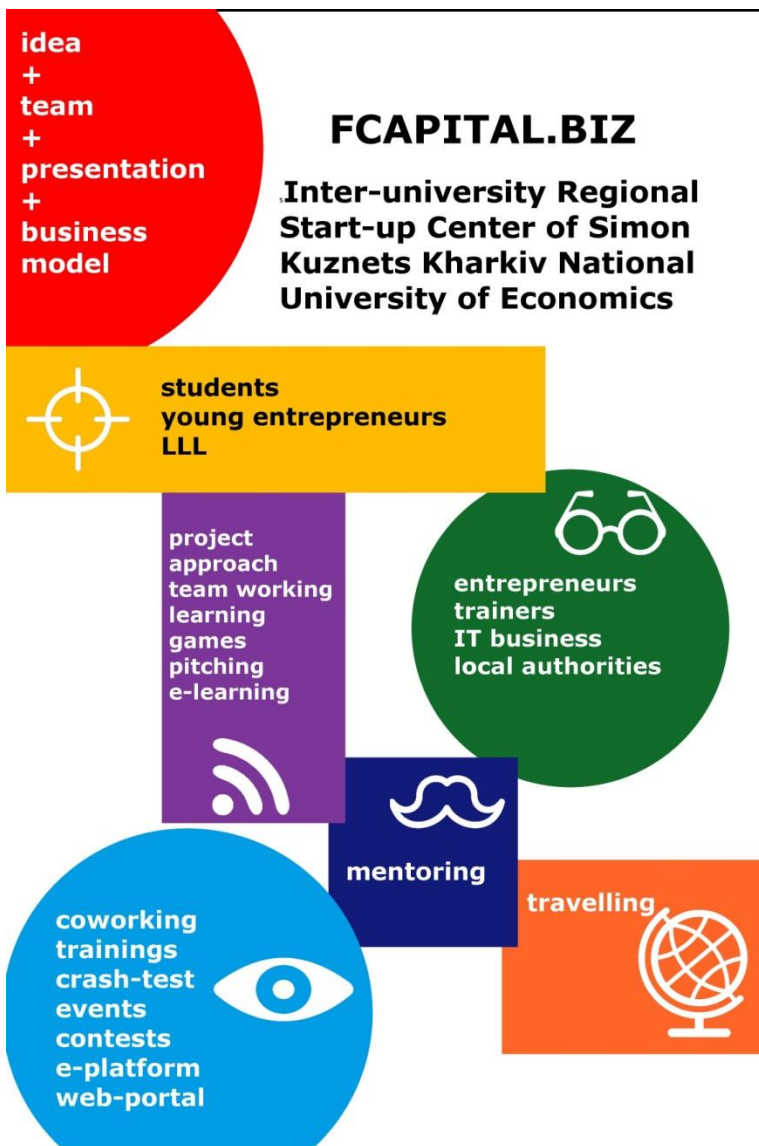 idea
+
team
+
presentation
+
business
model
FCAPITAL.BIZ
sInter-university Regional
Start-up Center of Simon
Kuznets Kharkiv National
University of Economics
students
young entrepreneurs
LLL
project
approach
team working
learning
games
pitching
e-learning
entrepreneurs
trainers
IT business
local authorities
mentoring
travelling
coworking
trainings
crash-test
events
contests
e-platform
web-portal